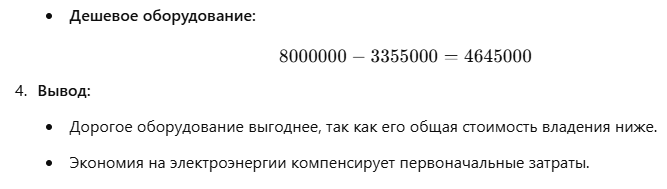 • Дешевое оборудование:
8000000 − 3355000 = 4645000
4. Вывод:
• Дорогое оборудование выгоднее, так как его общая стоимость владения ниже.
• Экономия на электроэнергии компенсирует первоначальные затраты.